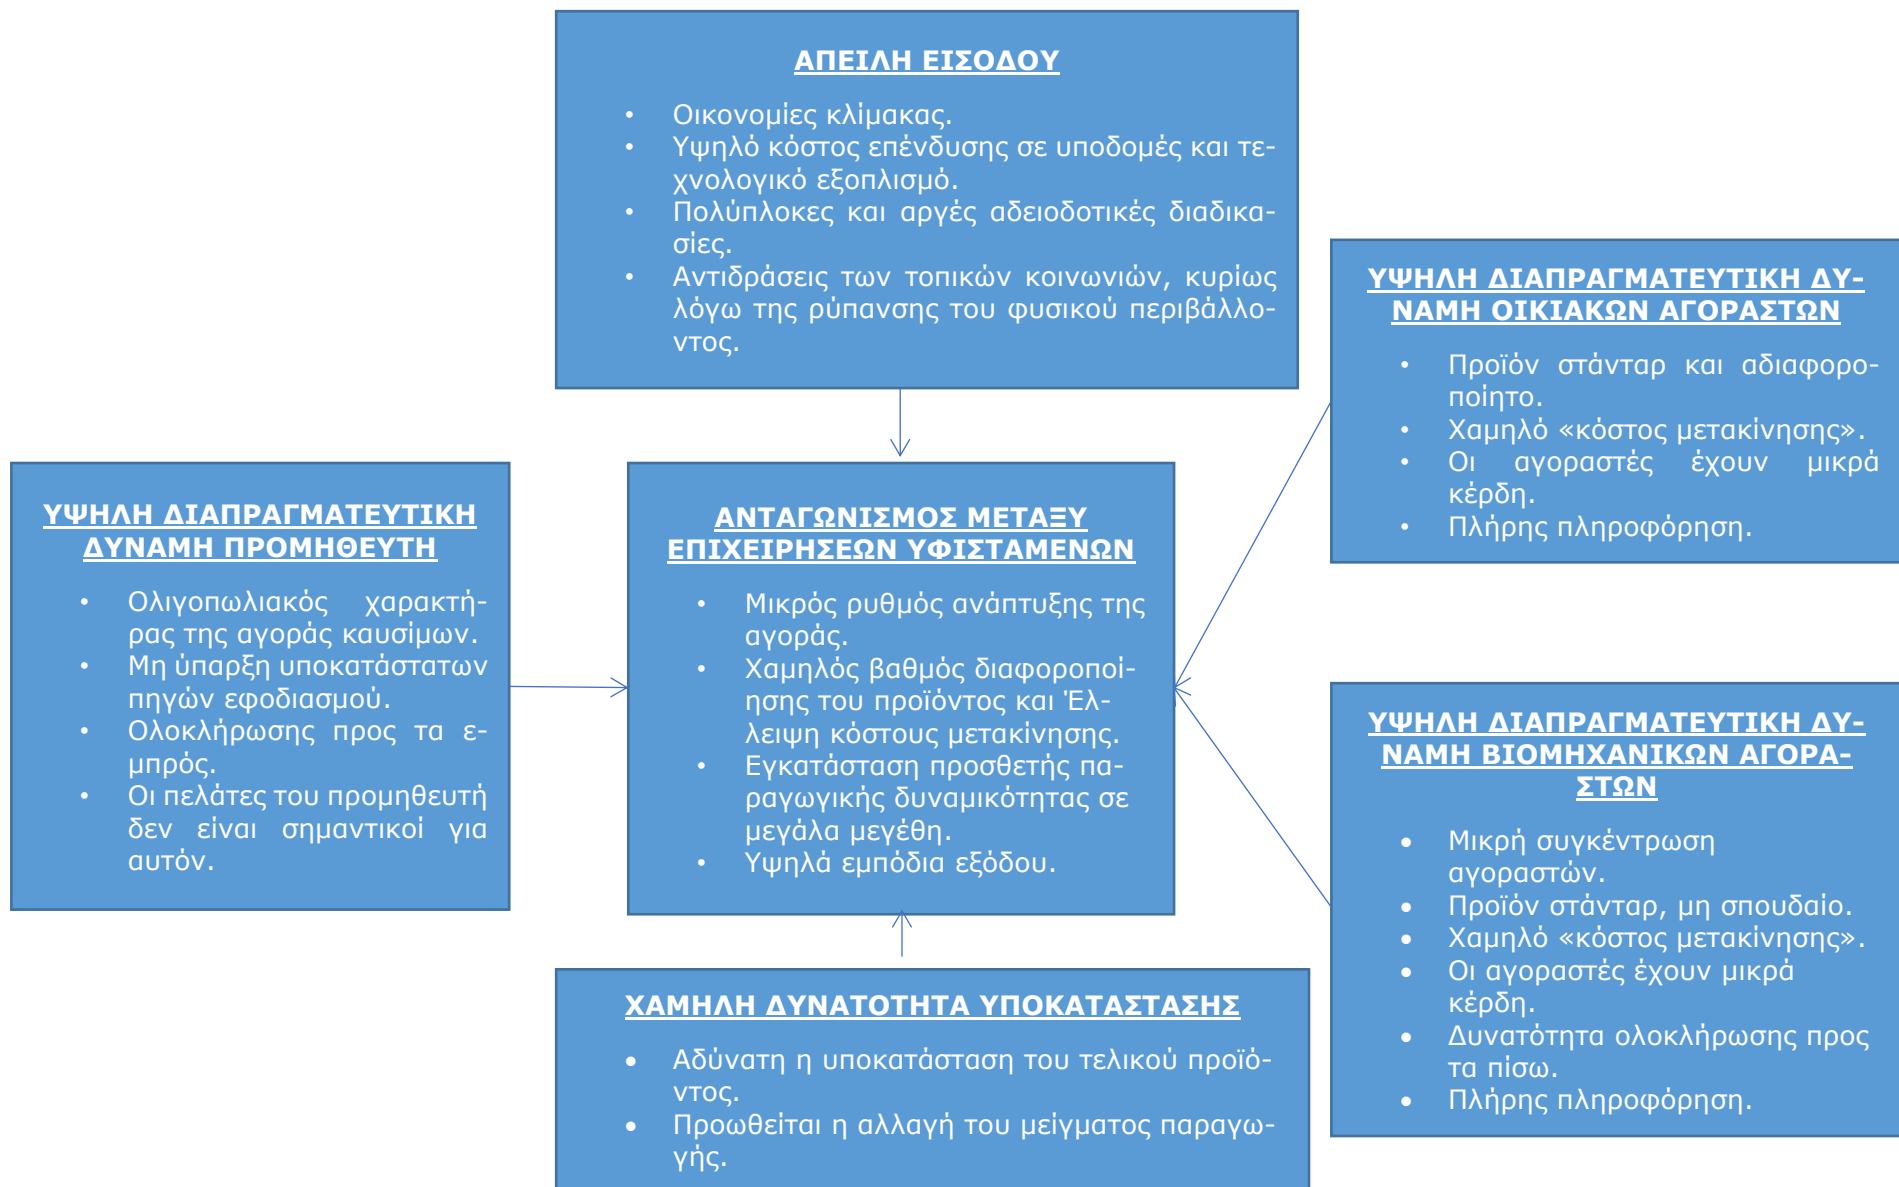 ΑΠΕΙΛΗ ΕΙΣΟΔΟΥ
• Οικονομίες κλίμακας.
• Υψηλό κόστος επένδυσης σε υποδομές και τε-
χνολογικό εξοπλισμό.
• Πολύπλοκες και αργές αδειοδοτικές διαδικα-
σίες.
• Αντιδράσεις των τοπικών κοινωνιών, κυρίως
λόγω της ρύπανσης του φυσικού περιβάλλο-
ντος.
ΥΨΗΛΗ ΔΙΑΠΡΑΓΜΑΤΕΥΤΙΚΗ
ΔΥΝΑΜΗ ΠΡΟΜΗΘΕΥΤΗ
• Ολιγοπωλιακός χαρακτή-
ρας της αγοράς καυσίμων.
• Μη ύπαρξη υποκατάστατων
πηγών εφοδιασμού.
• Ολοκλήρωσης προς τα ε-
μπρός.
• Οι πελάτες του προμηθευτή
δεν είναι σημαντικοί για
αυτόν.
ΑΝΤΑΓΩΝΙΣΜΟΣ ΜΕΤΑΞΥ
ΕΠΙΧΕΙΡΗΣΕΩΝ ΥΦΙΣΤΑΜΕΝΩΝ
• Μικρός ρυθμός ανάπτυξης της
αγοράς.
• Χαμηλός βαθμός διαφοροποί-
ησης του προϊόντος και Έλ-
λειψη κόστους μετακίνησης.
• Εγκατάσταση προσθετής πα-
ραγωγικής δυναμικότητας σε
μεγάλα μεγέθη.
• Υψηλά εμπόδια εξόδου.
ΥΨΗΛΗ ΔΙΑΠΡΑΓΜΑΤΕΥΤΙΚΗ ΔΥ-
ΝΑΜΗ ΟΙΚΙΑΚΩΝ ΑΓΟΡΑΣΤΩΝ
• Προϊόν στάνταρ και αδιαφορο-
ποίητο.
• Χαμηλό «κόστος μετακίνησης».
• Οι αγοραστές έχουν μικρά
κέρδη.
• Πλήρης πληροφόρηση.
ΥΨΗΛΗ ΔΙΑΠΡΑΓΜΑΤΕΥΤΙΚΗ ΔΥ-
ΝΑΜΗ ΒΙΟΜΗΧΑΝΙΚΩΝ ΑΓΟΡΑ-
ΣΤΩΝ
• Μικρή συγκέντρωση
αγοραστών.
• Προϊόν στάνταρ, μη σπουδαίο.
• Χαμηλό «κόστος μετακίνησης».
• Οι αγοραστές έχουν μικρά
κέρδη.
• Δυνατότητα ολοκλήρωσης προς
τα πίσω.
• Πλήρης πληροφόρηση.
ΧΑΜΗΛΗ ΔΥΝΑΤΟΤΗΤΑ ΥΠΟΚΑΤΑΣΤΑΣΗΣ
• Αδύνατη η υποκατάσταση του τελικού προϊό-
ντος.
• Προωθείται η αλλαγή του μείγματος παραγω-
γής.